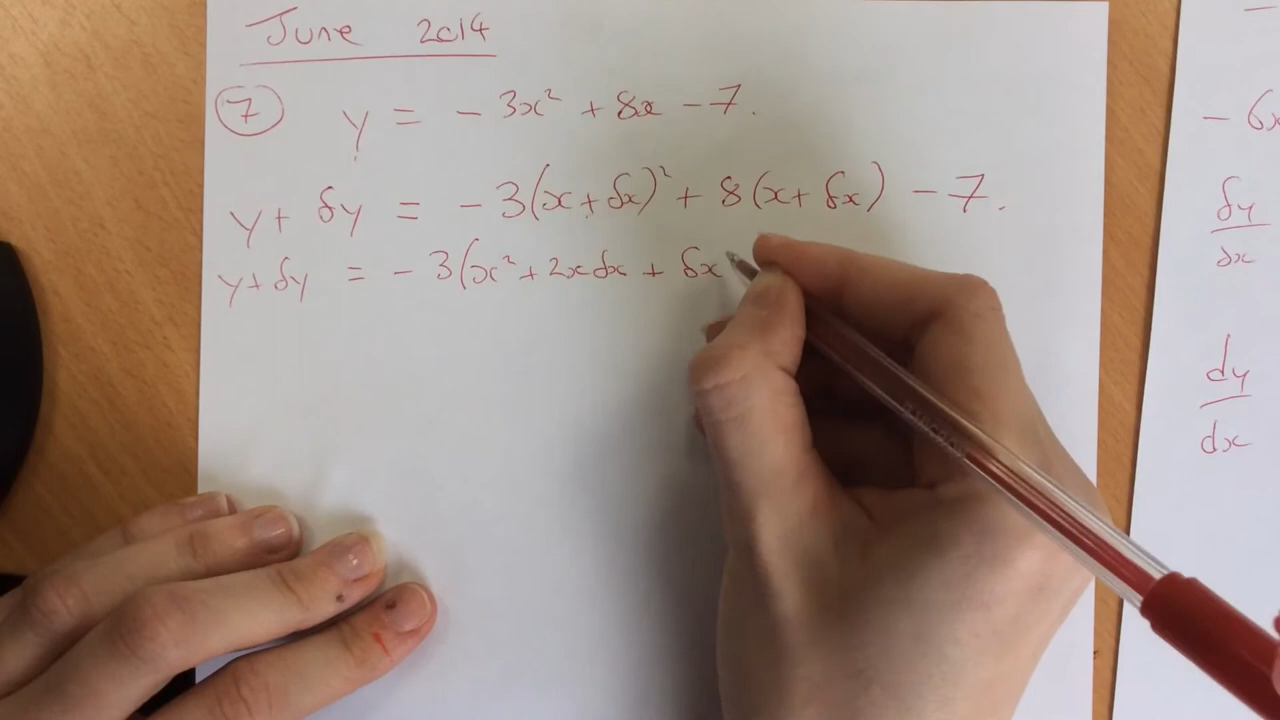 June 2014
7 y = - 3x² + 8x - 7.
y + δy = - 3(x + δx)² + 8(x + δx) - 7.
y + δy = - 3(x² + 2xδx + δx
- 6x
δy
δx
dy
dx